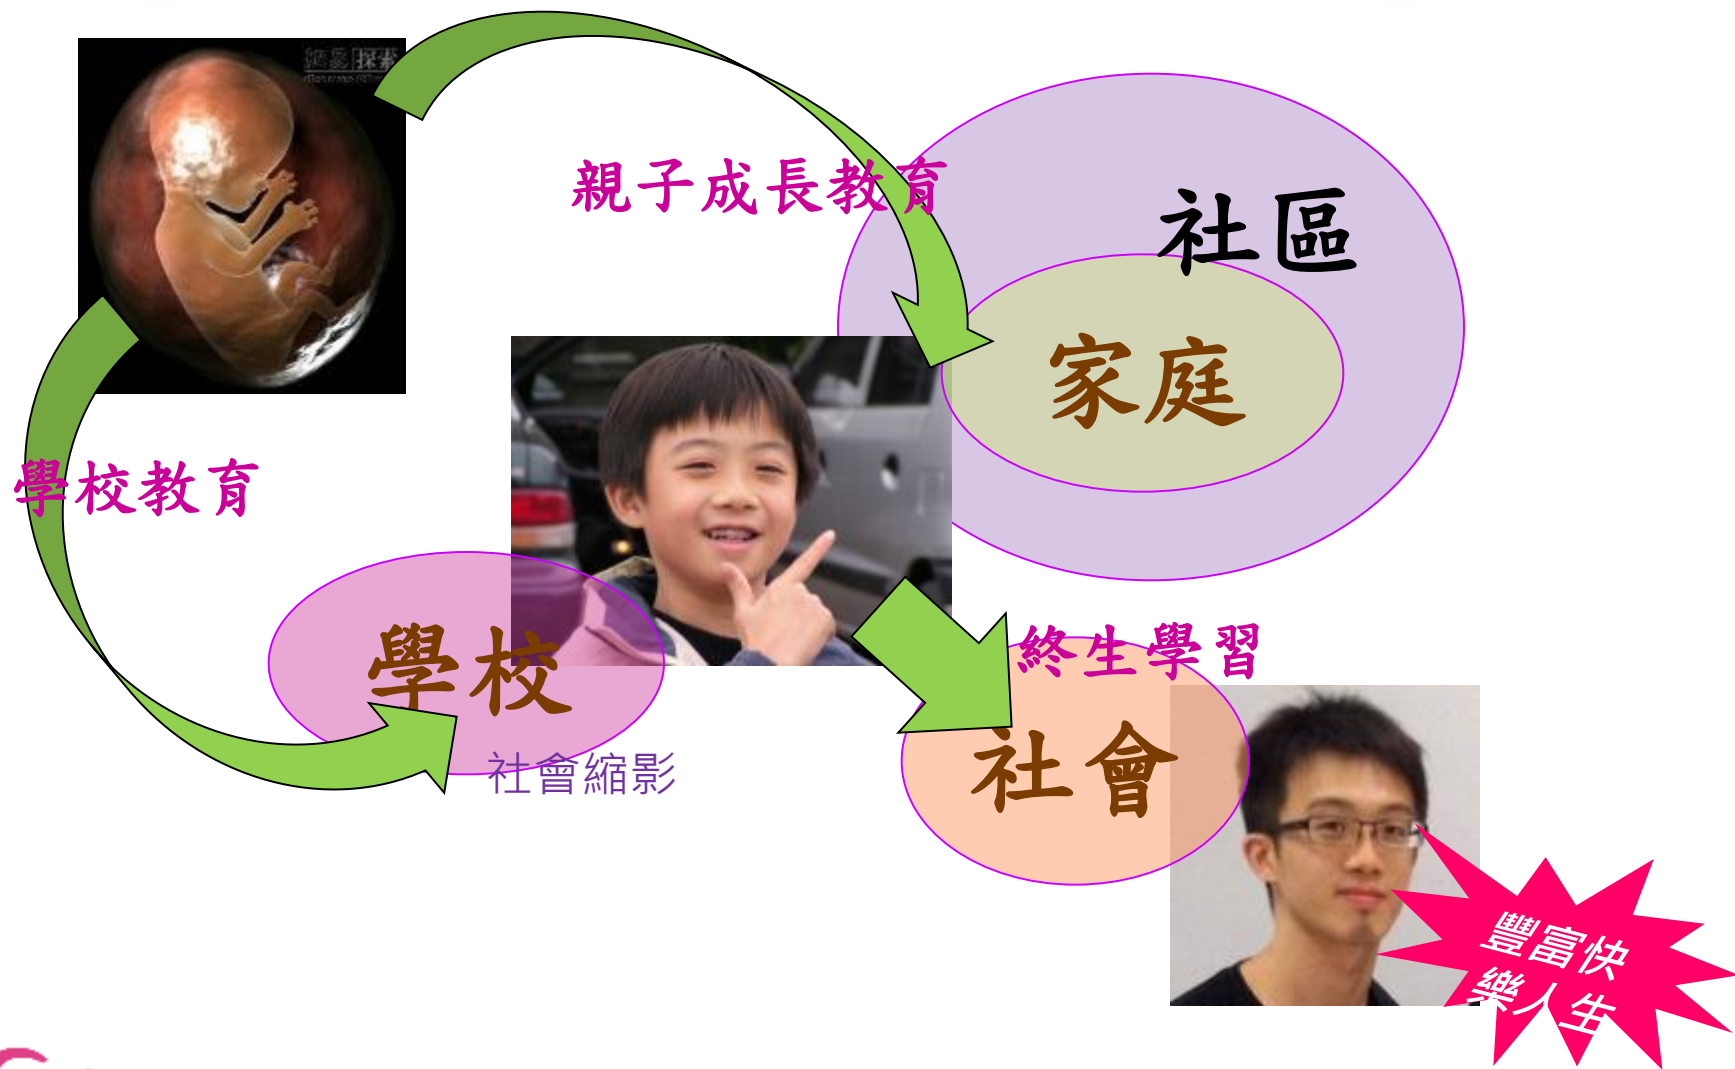 親子成長教育
社區
家庭
學校教育
學校
社會縮影
終生學習
社會
豐富快
樂人生